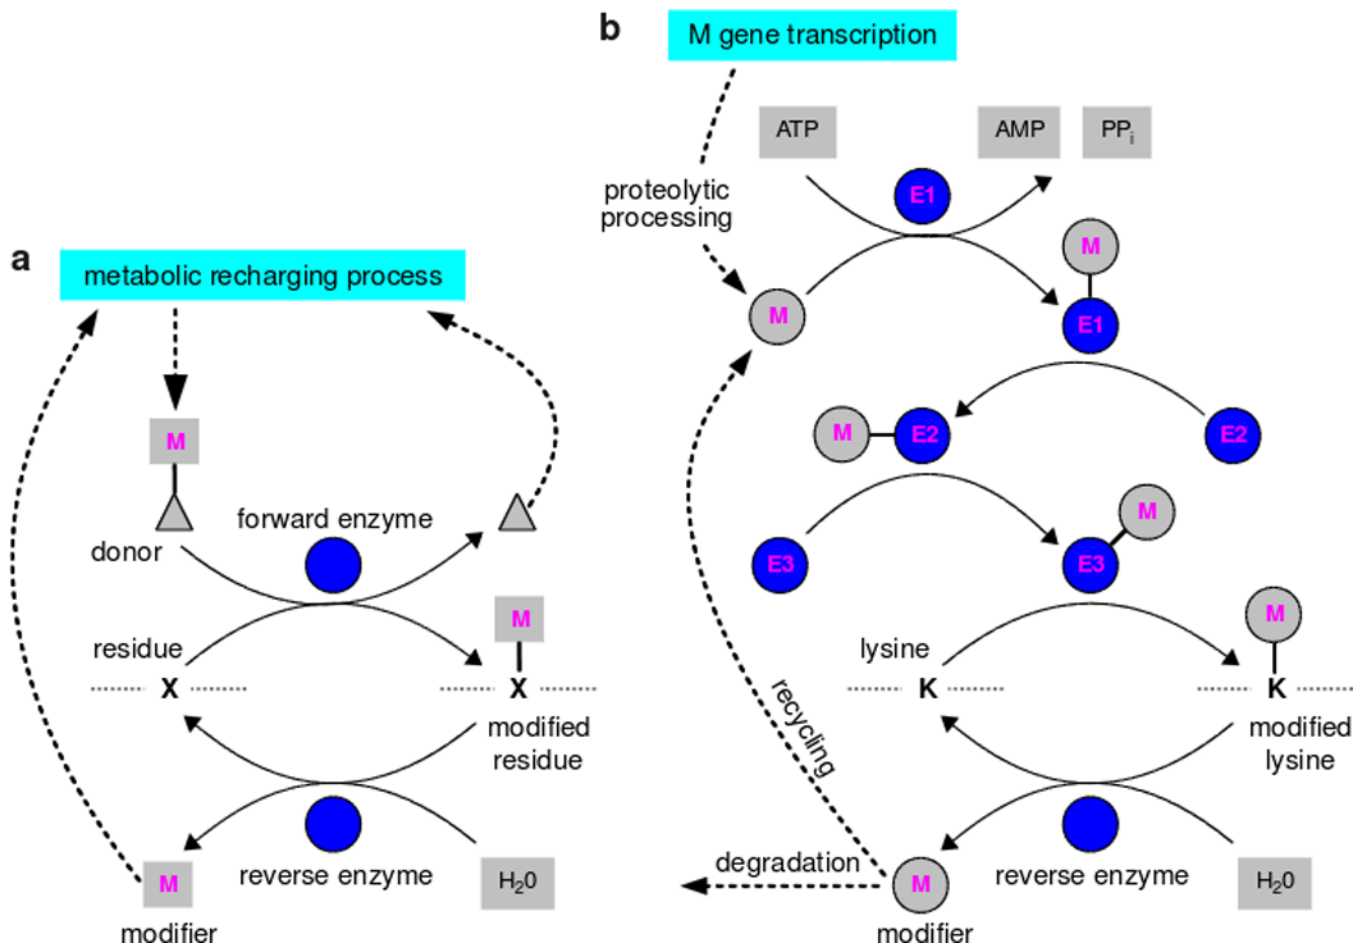 a
metabolic recharging process
M
donor
forward enzyme
residue
X
M
X
modified
residue
M
modifier
reverse enzyme
H20
b
M gene transcription
ATP
AMP
PPi
proteolytic
processing
E1
M
M
E1
M
E2
E2
E3
M
E3
M
lysine
K
K
modified
lysine
recycling
degradation
M
modifier
reverse enzyme
H20